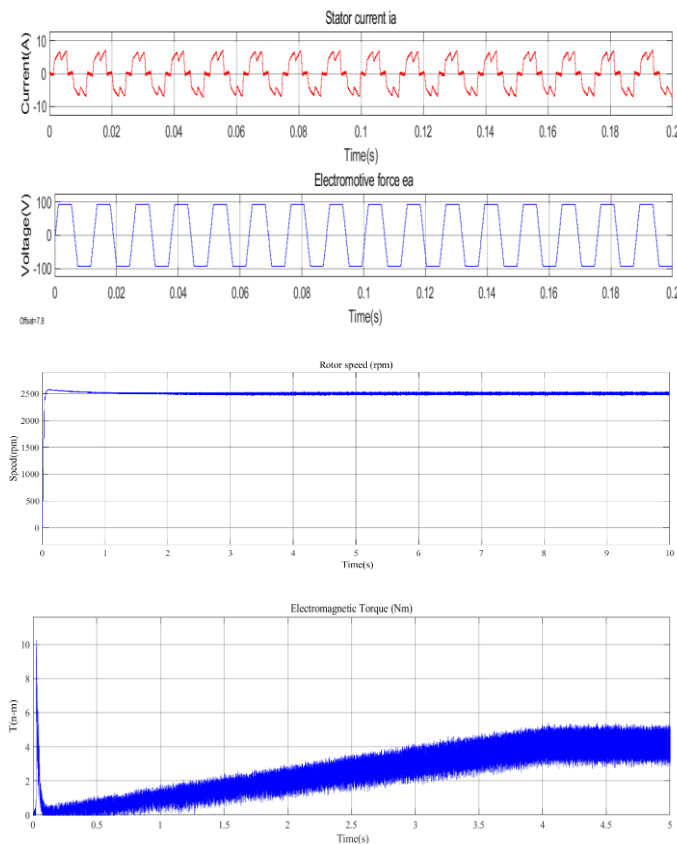 Stator current ia
Current(A)
10
0
-10
0 0.02 0.04 0.06 0.08 0.1 0.12 0.14 0.16 0.18 0.2
Time(s)
Electromotive force ea
Voltage(V)
100
0
-100
0 0.02 0.04 0.06 0.08 0.1 0.12 0.14 0.16 0.18 0.2
Time(s)
Offset=7.8
Rotor speed (rpm)
Speed(rpm)
2500
2000
1500
1000
500
0
0 1 2 3 4 5 6 7 8 9 10
Time(s)
Electromagnetic Torque (Nm)
T(n-m)
10
8
6
4
2
0
0 0.5 1 1.5 2 2.5 3 3.5 4 4.5 5
Time(s)